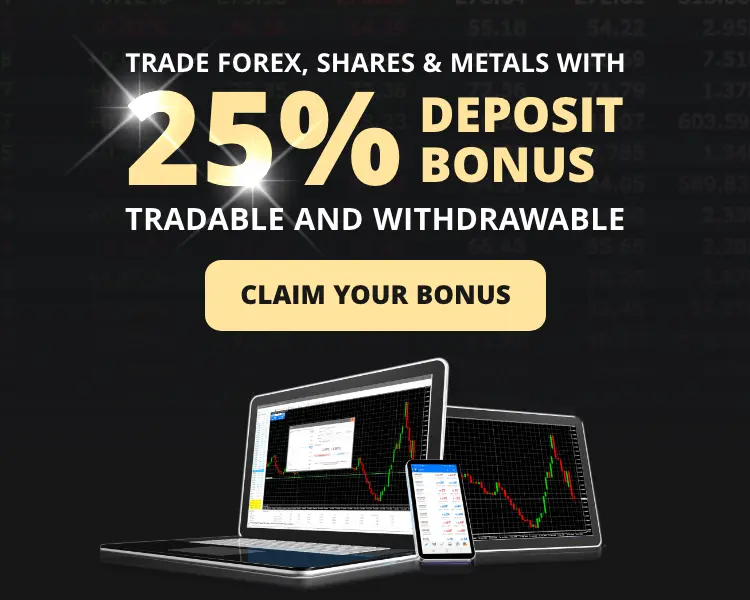 TRADE FOREX, SHARES & METALS WITH
25% DEPOSIT
BONUS
TRADABLE AND WITHDRAWABLE
CLAIM YOUR BONUS